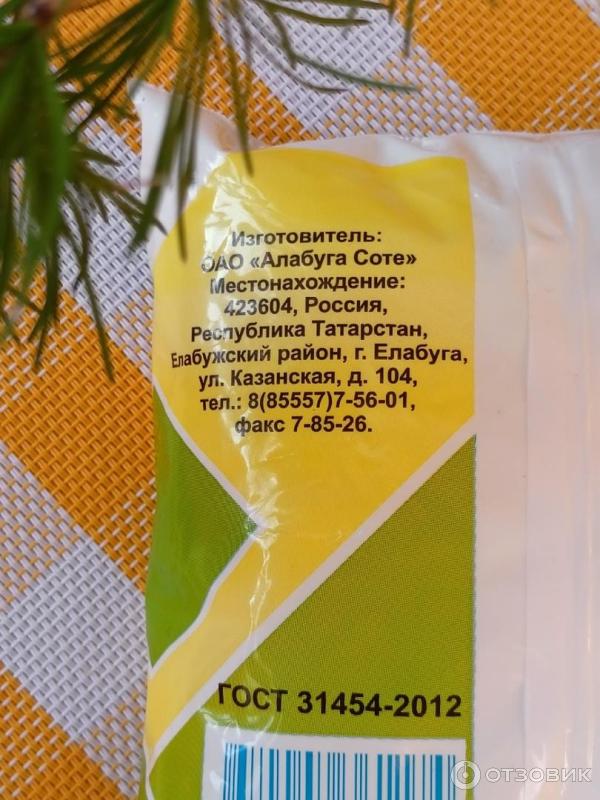 Изготовитель:
ОАО «Алабуга Соте»
Местонахождение:
423604, Россия,
Республика Татарстан,
Елабужский район, г. Елабуга,
ул. Казанская, д. 104,
тел.: 8(85557)7-56-01,
факс 7-85-26.
ГОСТ 31454-2012
ОТЗОВИК